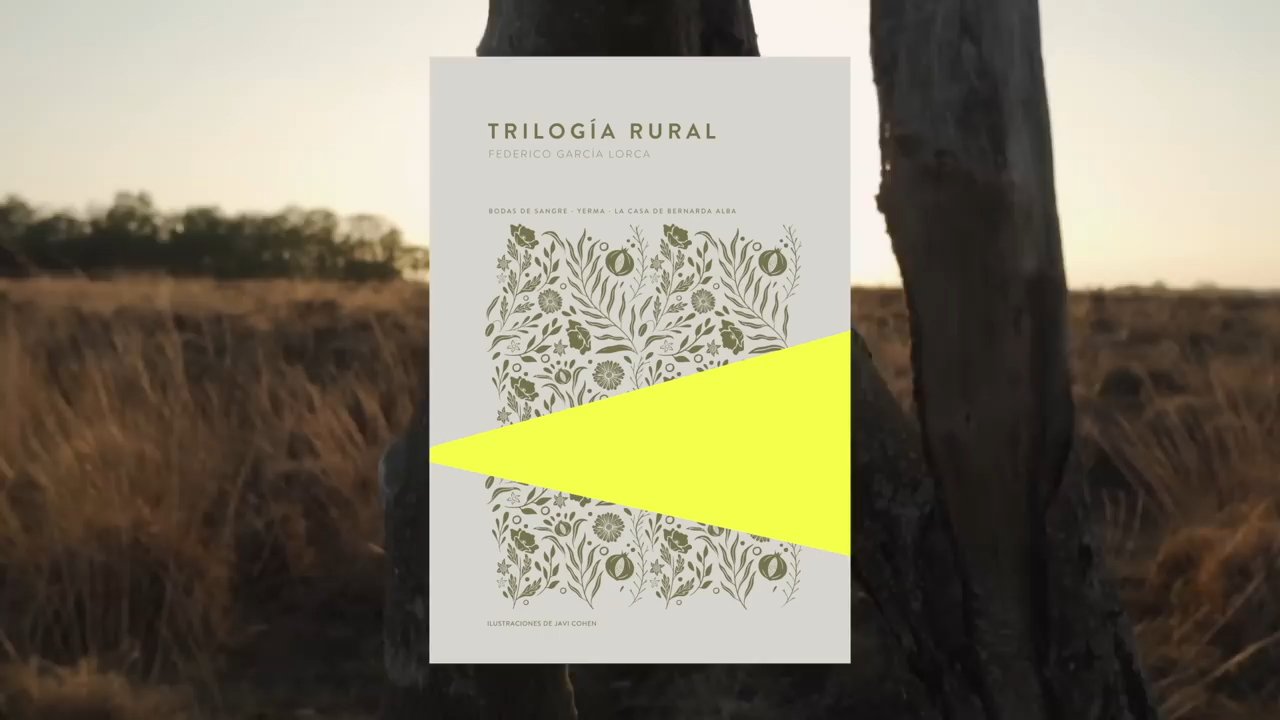 TRILOGÍA RURAL
FEDERICO GARCÍA LORCA
BODAS DE SANGRE - YERMA - LA CASA DE BERNARDA ALBA
ILUSTRACIONES DE JAVI COHEN